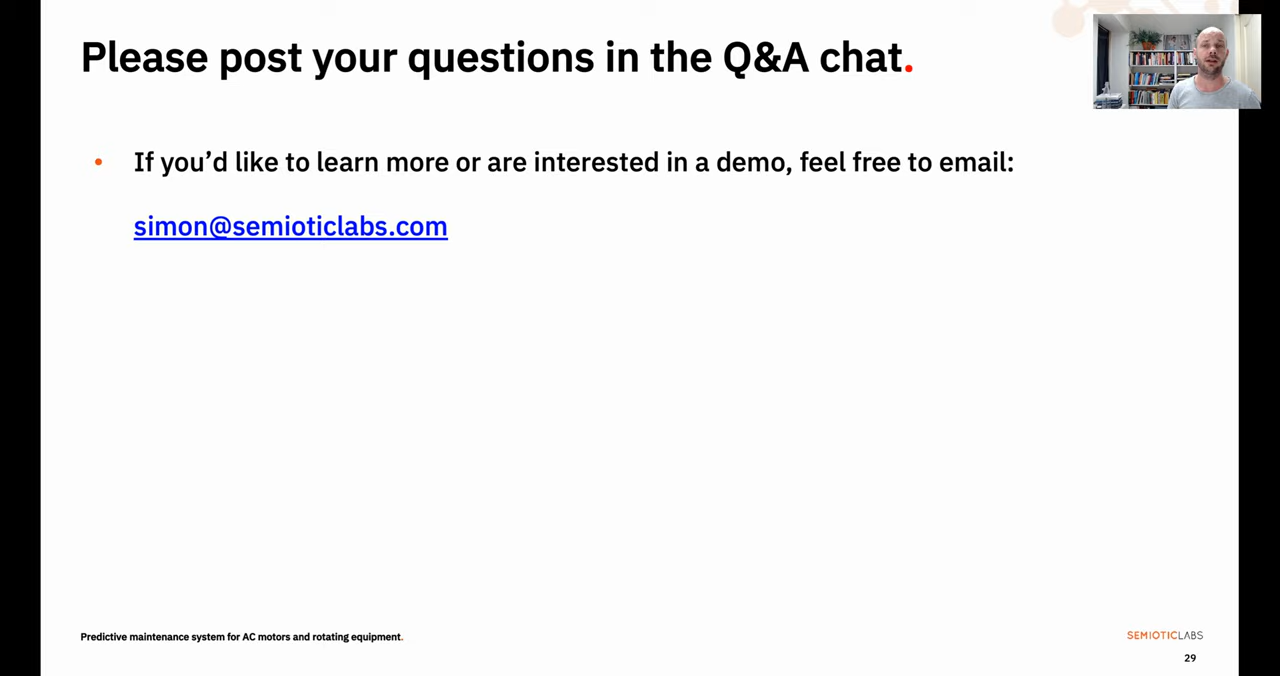 Please post your questions in the Q&A chat.
• If you’d like to learn more or are interested in a demo, feel free to email:
simon@semioticlabs.com
Predictive maintenance system for AC motors and rotating equipment.
SEMIOTICLABS
29